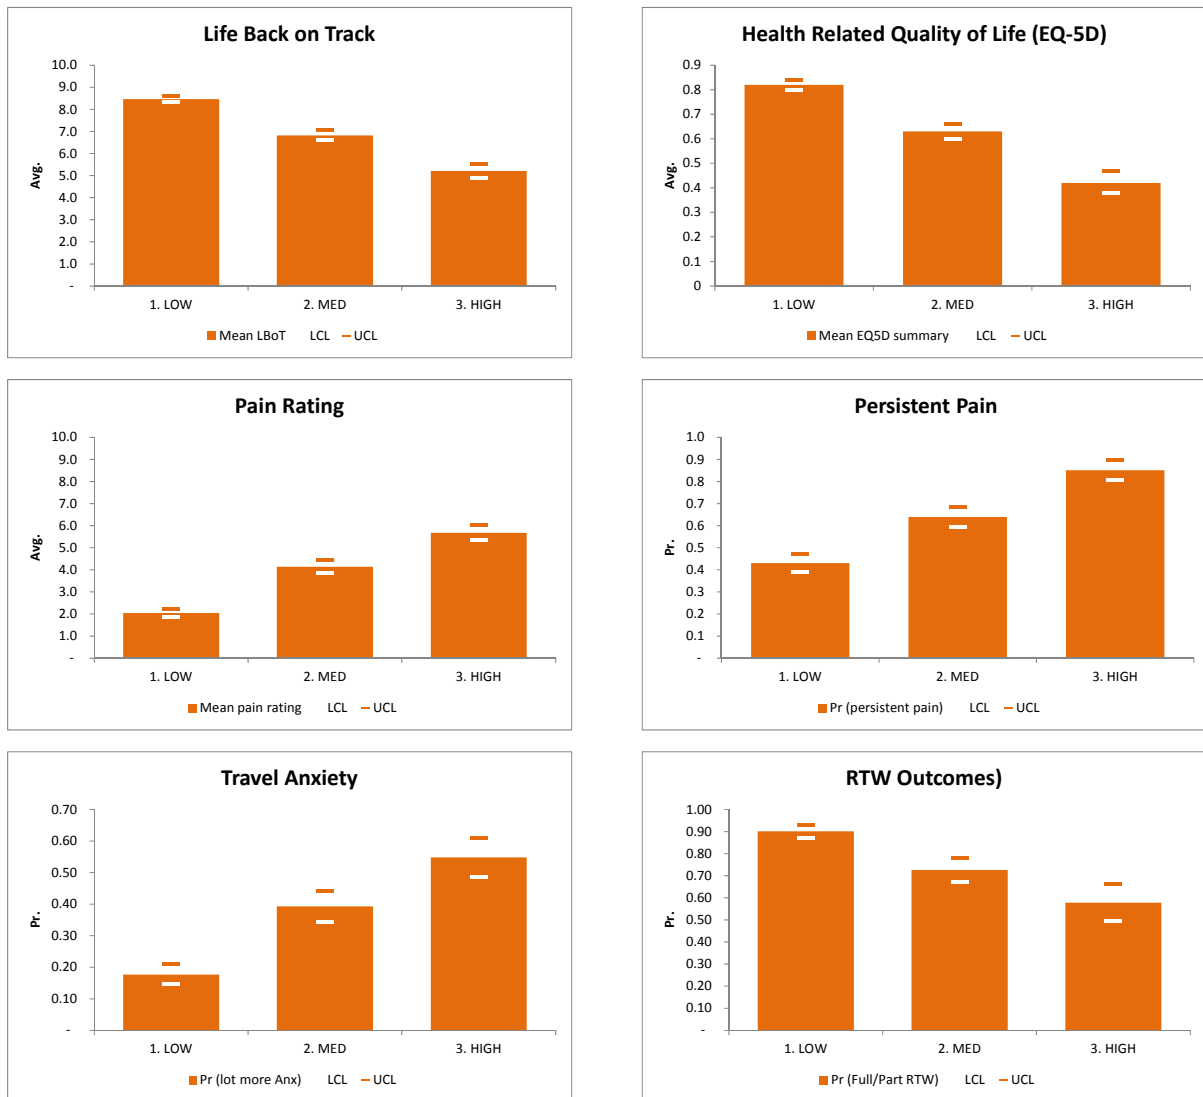 Life Back on Track
10.0
9.0
8.0
7.0
6.0
5.0
4.0
3.0
2.0
1.0
-
Avg.
1. LOW 2. MED 3. HIGH
Mean LBoT LCL UCL
Health Related Quality of Life (EQ-5D)
0.9
0.8
0.7
0.6
0.5
0.4
0.3
0.2
0.1
0
Avg.
1. LOW 2. MED 3. HIGH
Mean EQ5D summary LCL UCL
Pain Rating
10.0
9.0
8.0
7.0
6.0
5.0
4.0
3.0
2.0
1.0
-
Avg.
1. LOW 2. MED 3. HIGH
Mean pain rating LCL UCL
Persistent Pain
1.0
0.9
0.8
0.7
0.6
0.5
0.4
0.3
0.2
0.1
-
Pr.
1. LOW 2. MED 3. HIGH
Pr (persistent pain) LCL UCL
Travel Anxiety
0.70
0.60
0.50
0.40
0.30
0.20
0.10
-
Pr.
1. LOW 2. MED 3. HIGH
Pr (lot more Anx) LCL UCL
RTW Outcomes)
1.00
0.90
0.80
0.70
0.60
0.50
0.40
0.30
0.20
0.10
-
Pr.
1. LOW 2. MED 3. HIGH
Pr (Full/Part RTW) LCL UCL